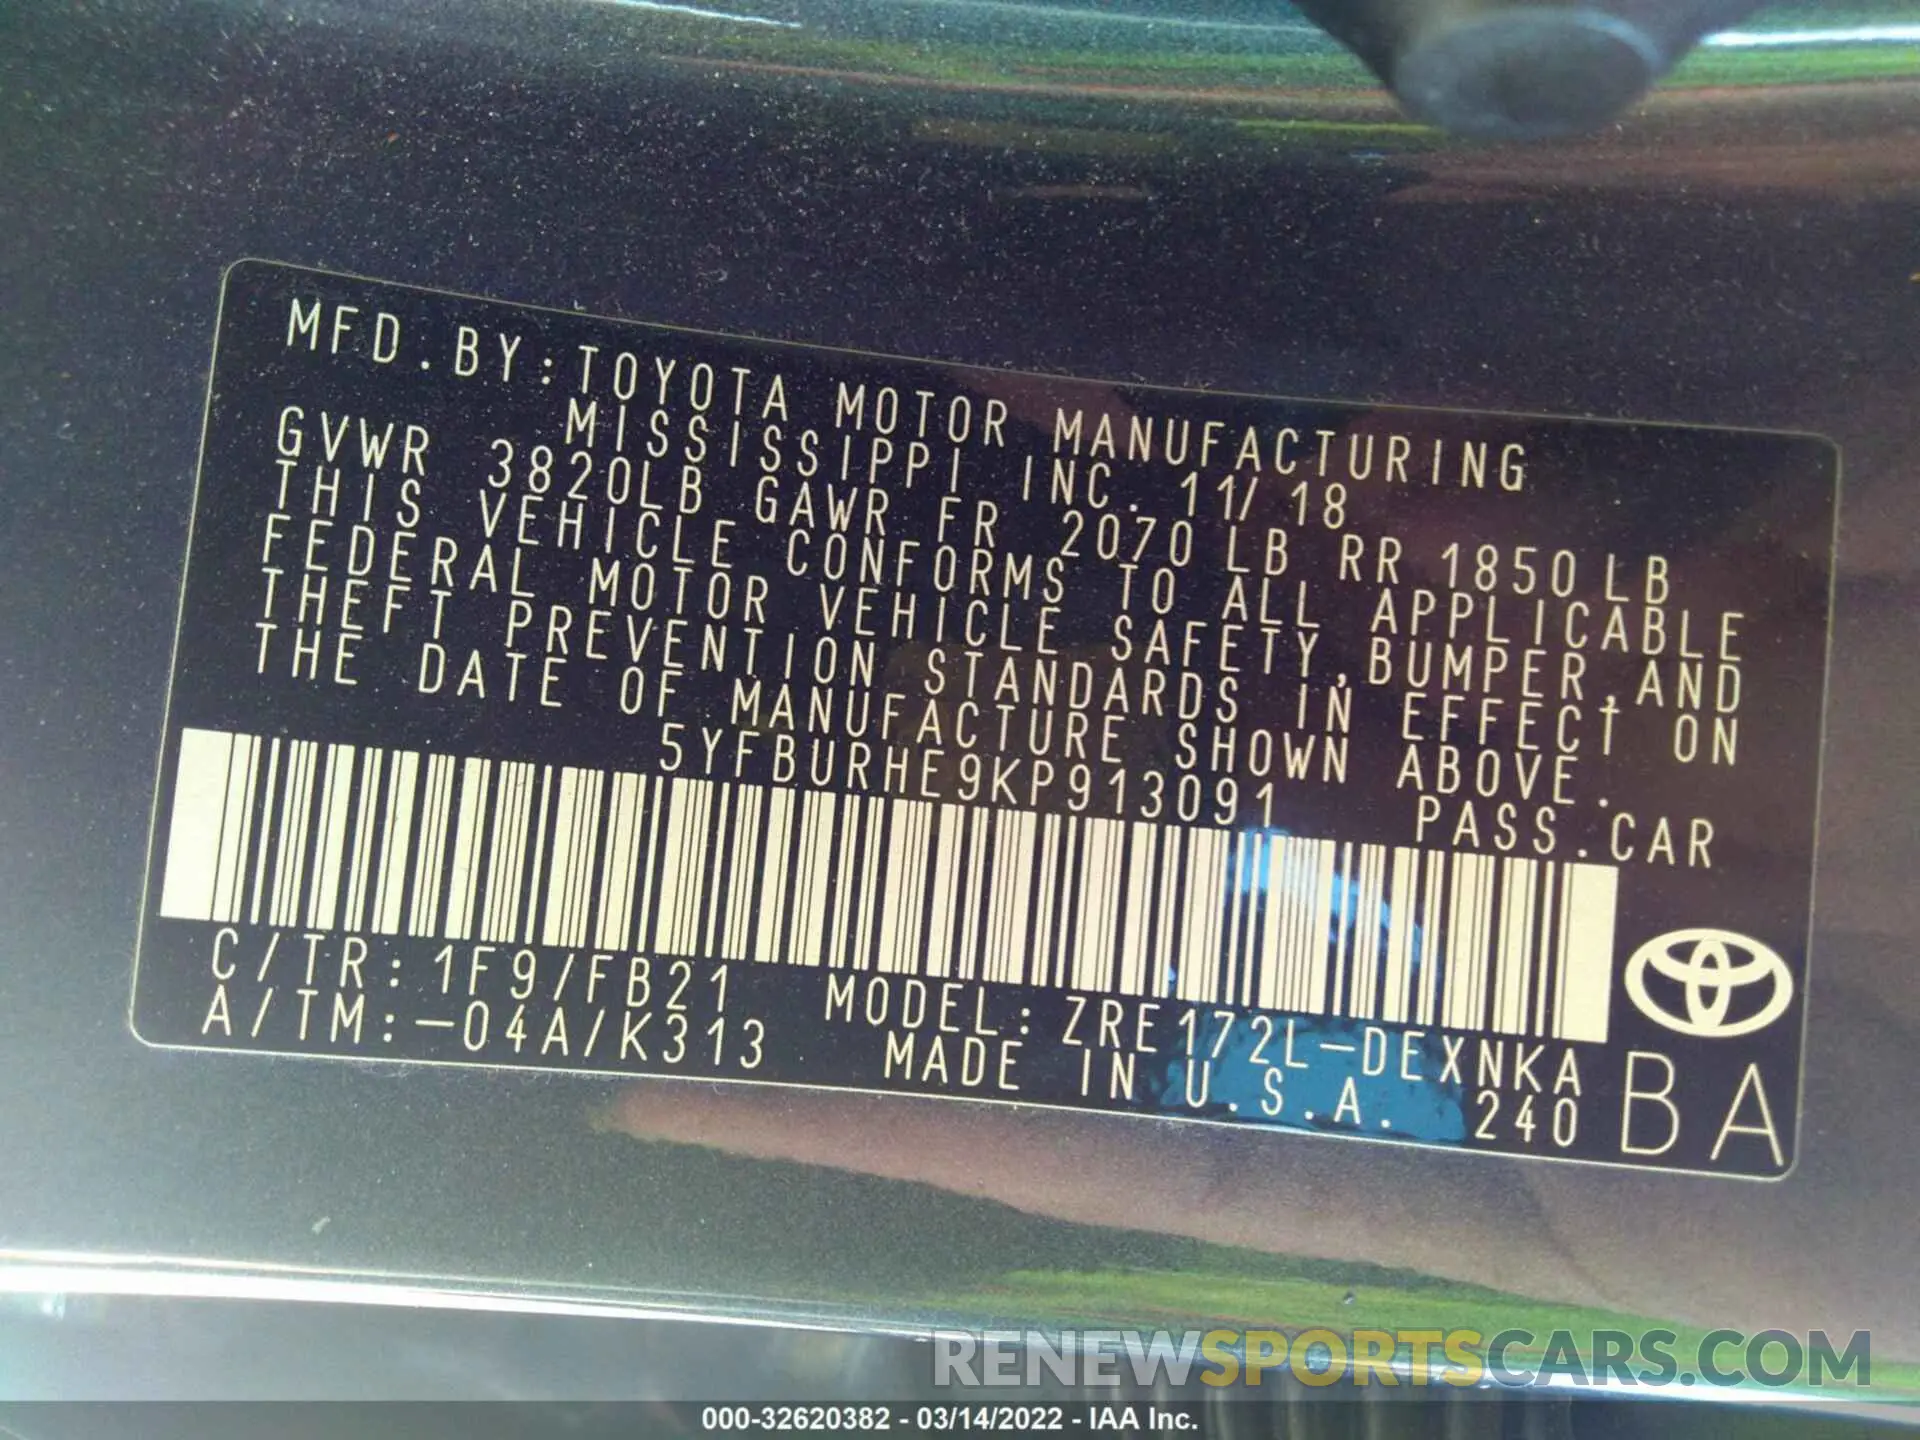 MFD.BY:TOYOTA MOTOR MANUFACTURING
MISSISSIPPI INC. 11/18
GVWR 3820LB GAWR FR 2070LB RR 1850LB
THIS VEHICLE CONFORMS TO ALL APPLICABLE
FEDERAL MOTOR VEHICLE SAFETY,BUMPER,AND
THEFT PREVENTION STANDARDS IN EFFECT ON
THE DATE OF MANUFACTURE SHOWN ABOVE.
5YFBURHE9KP913091 PASS.CAR
C/TR:1F9/FB21 MODEL:ZRE172L-DEXNKA
A/TM:-04A/K313 MADE IN U.S.A. 240
BA
RENEWSPORTSCARS.COM
000-32620382 - 03/14/2022 - IAA Inc.